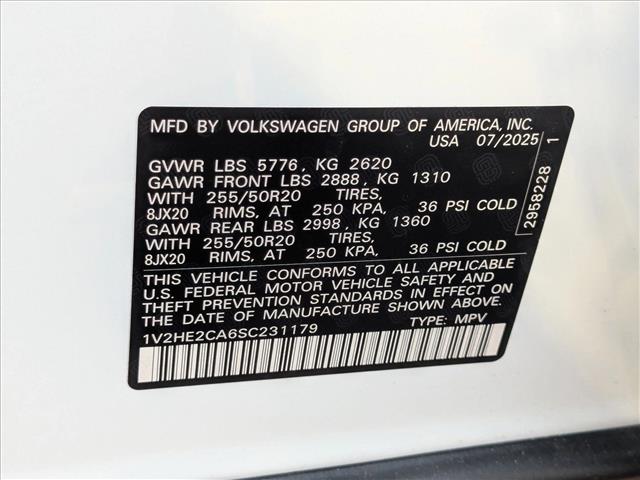 MFD BY VOLKSWAGEN GROUP OF AMERICA, INC.
USA 07/2025
GVWR LBS 5776, KG 2620
GAWR FRONT LBS 2888, KG 1310
WITH 255/50R20 TIRES,
8JX20 RIMS, AT 250 KPA, 36 PSI COLD
GAWR REAR LBS 2998, KG 1360
WITH 255/50R20 TIRES,
8JX20 RIMS, AT 250 KPA, 36 PSI COLD
THIS VEHICLE CONFORMS TO ALL APPLICABLE
U.S. FEDERAL MOTOR VEHICLE SAFETY AND
THEFT PREVENTION STANDARDS IN EFFECT ON
THE DATE OF MANUFACTURE SHOWN ABOVE.
1V2HE2CA6SC231179 TYPE: MPV
2958228 1